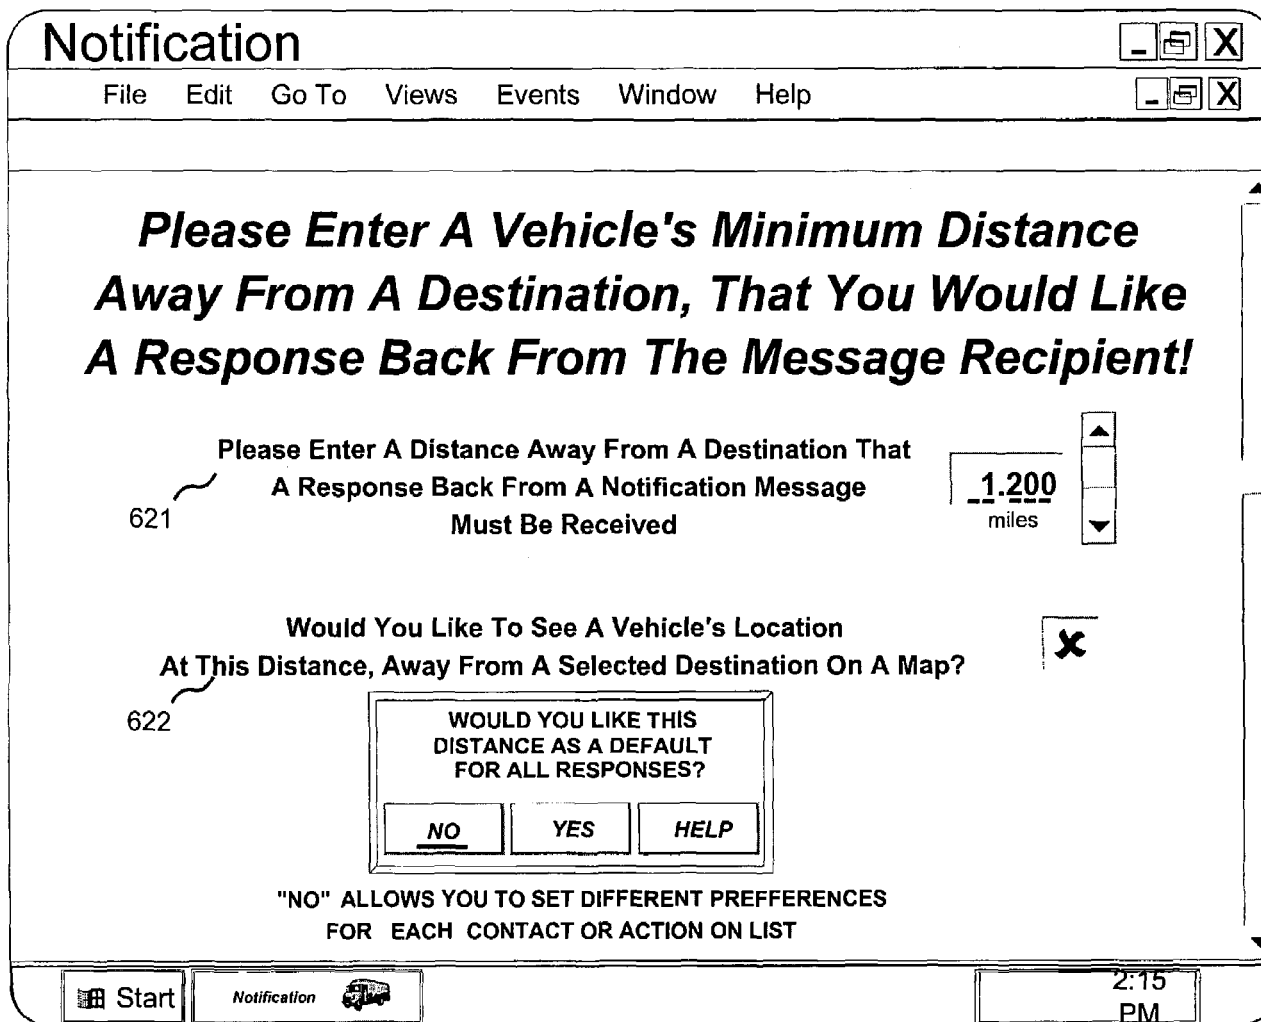 Notification
File Edit Go To Views Events Window Help
Please Enter A Vehicle's Minimum Distance
Away From A Destination, That You Would Like
A Response Back From The Message Recipient!
Please Enter A Distance Away From A Destination That
A Response Back From A Notification Message
Must Be Received
1.200
miles
621
Would You Like To See A Vehicle's Location
At This Distance, Away From A Selected Destination On A Map?
622
WOULD YOU LIKE THIS
DISTANCE AS A DEFAULT
FOR ALL RESPONSES?
NO YES HELP
"NO" ALLOWS YOU TO SET DIFFERENT PREFFERENCES
FOR EACH CONTACT OR ACTION ON LIST
Start Notification 2:15
PM